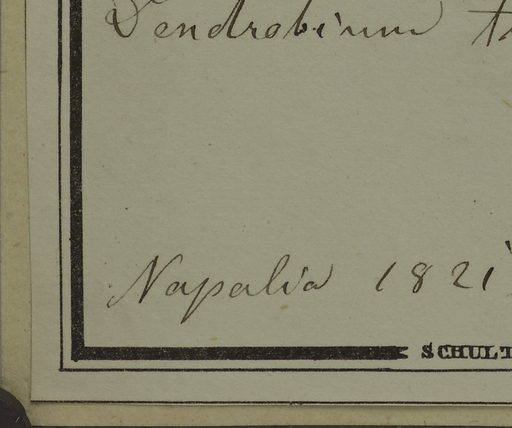 Dendrobium
Napalia 1821
SCHULT